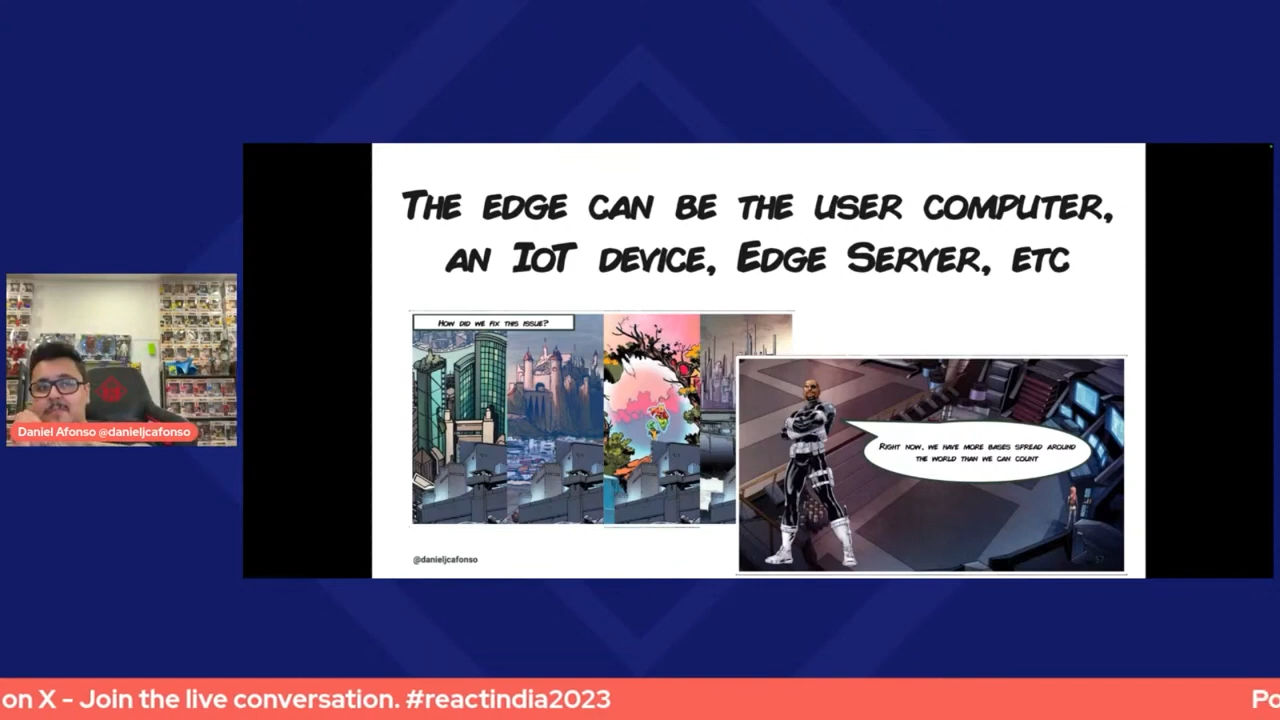 The edge can be the user computer,
an IoT device, Edge Server, etc
How did we fix this issue?
Right now, we have more bases spread around
the world than we can count
@danieljcafonso
Daniel Afonso @danieljcafonso
on X - Join the live conversation. #reactindia2023
Po